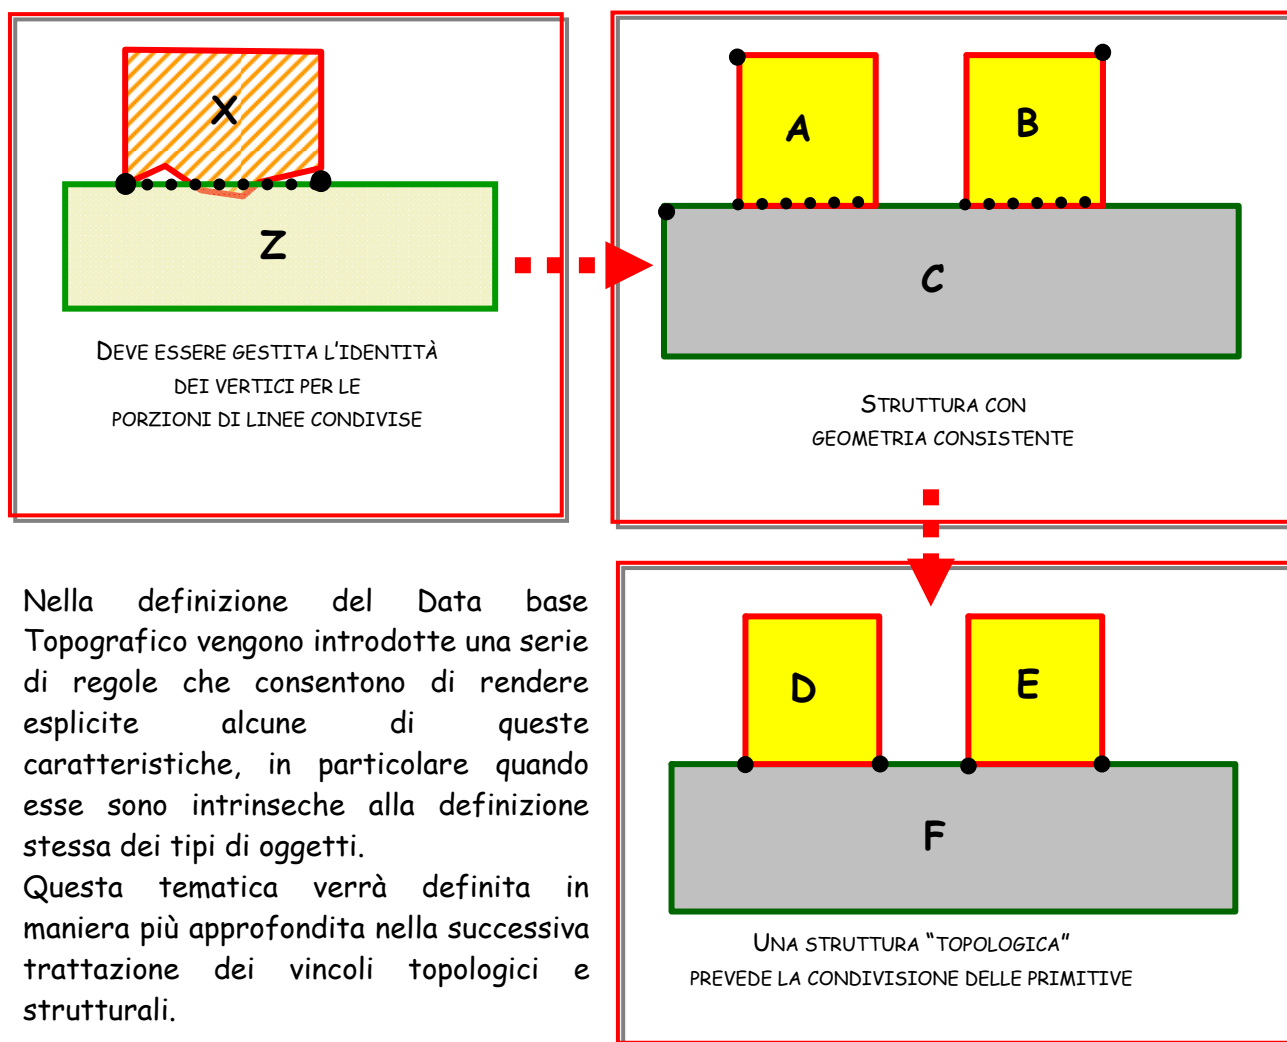 X
Z
DEVE ESSERE GESTITA L'IDENTITÀ
DEI VERTICI PER LE
PORZIONI DI LINEE CONDIVISE
A
B
C
STRUTTURA CON
GEOMETRIA CONSISTENTE
Nella definizione del Data base
Topografico vengono introdotte una serie
di regole che consentono di rendere
esplicite alcune di queste
caratteristiche, in particolare quando
esse sono intrinseche alla definizione
stessa dei tipi di oggetti.
Questa tematica verrà definita in
maniera più approfondita nella successiva
trattazione dei vincoli topologici e
strutturali.
D
E
F
UNA STRUTTURA "TOPOLOGICA"
PREVEDE LA CONDIVISIONE DELLE PRIMITIVE